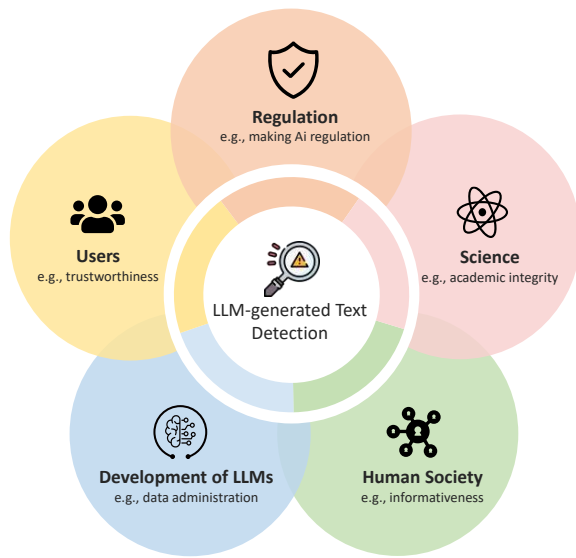 Regulation
e.g., making Ai regulation
Users
e.g., trustworthiness
Science
e.g., academic integrity
LLM-generated Text
Detection
Development of LLMs
e.g., data administration
Human Society
e.g., informativeness